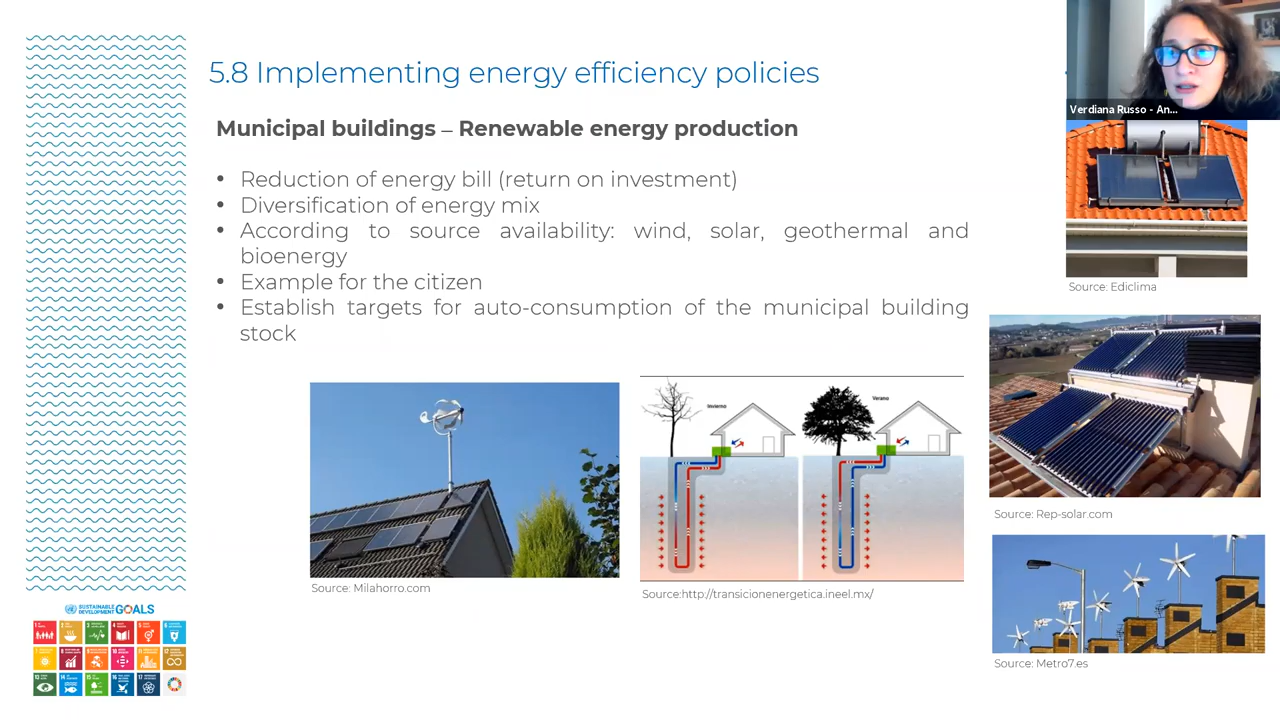 5.8 Implementing energy efficiency policies
Verdiana Russo - An...
Municipal buildings – Renewable energy production
• Reduction of energy bill (return on investment)
• Diversification of energy mix
• According to source availability: wind, solar, geothermal and
bioenergy
• Example for the citizen
• Establish targets for auto-consumption of the municipal building
stock
Source: Ediclima
Invierno
Verano
Source: Rep-solar.com
Source: Milahorro.com
Source:http://transicionenergetica.ineel.mx/
Source: Metro7.es
SUSTAINABLE
DEVELOPMENT GOALS